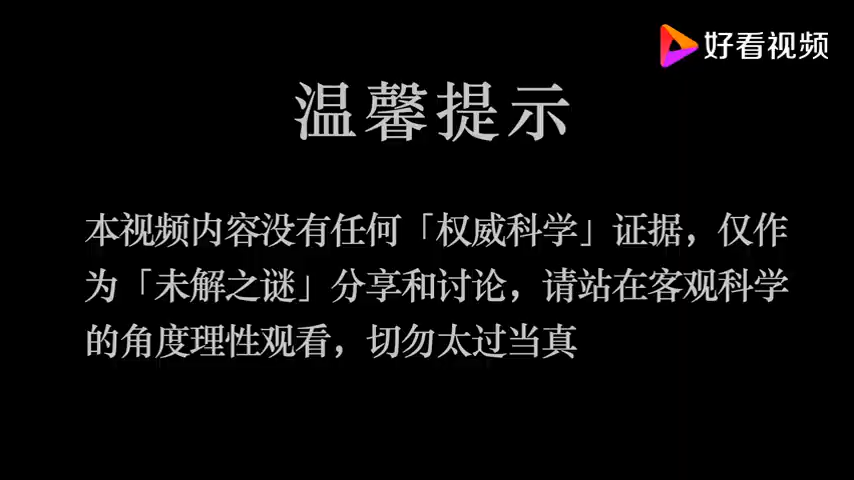 好看视频
温馨提示
本视频内容没有任何「权威科学」证据，仅作
为「未解之谜」分享和讨论，请站在客观科学
的角度理性观看，切勿太过当真